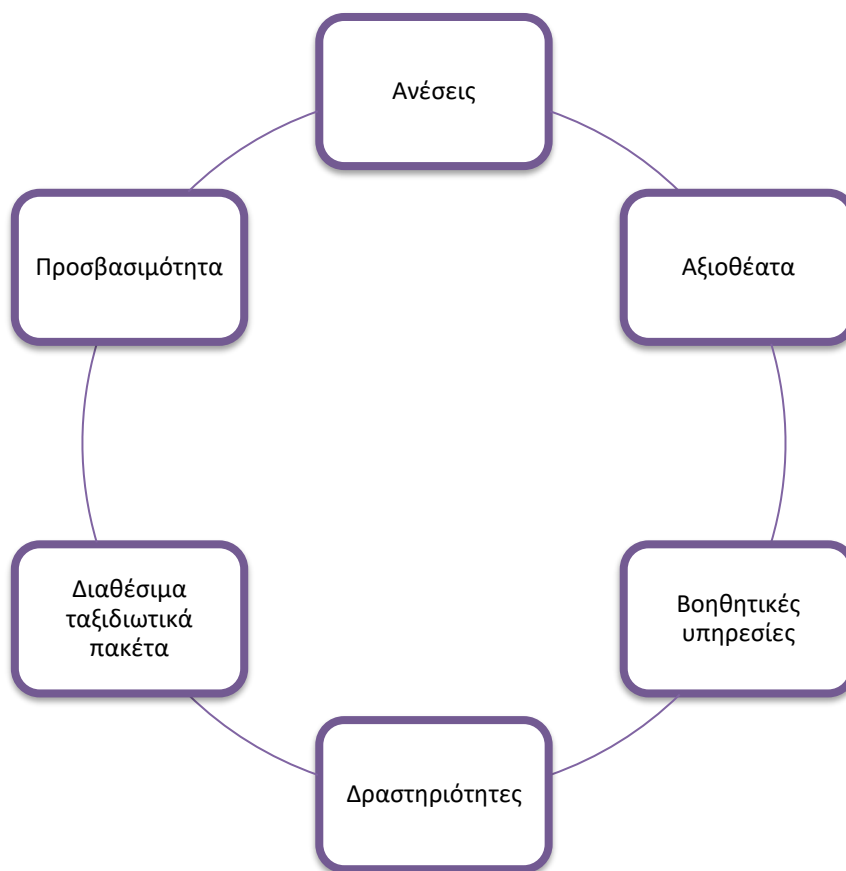 Ανέσεις
Αξιοθέατα
Βοηθητικές
υπηρεσίες
Δραστηριότητες
Διαθέσιμα
ταξιδιωτικά
πακέτα
Προσβασιμότητα